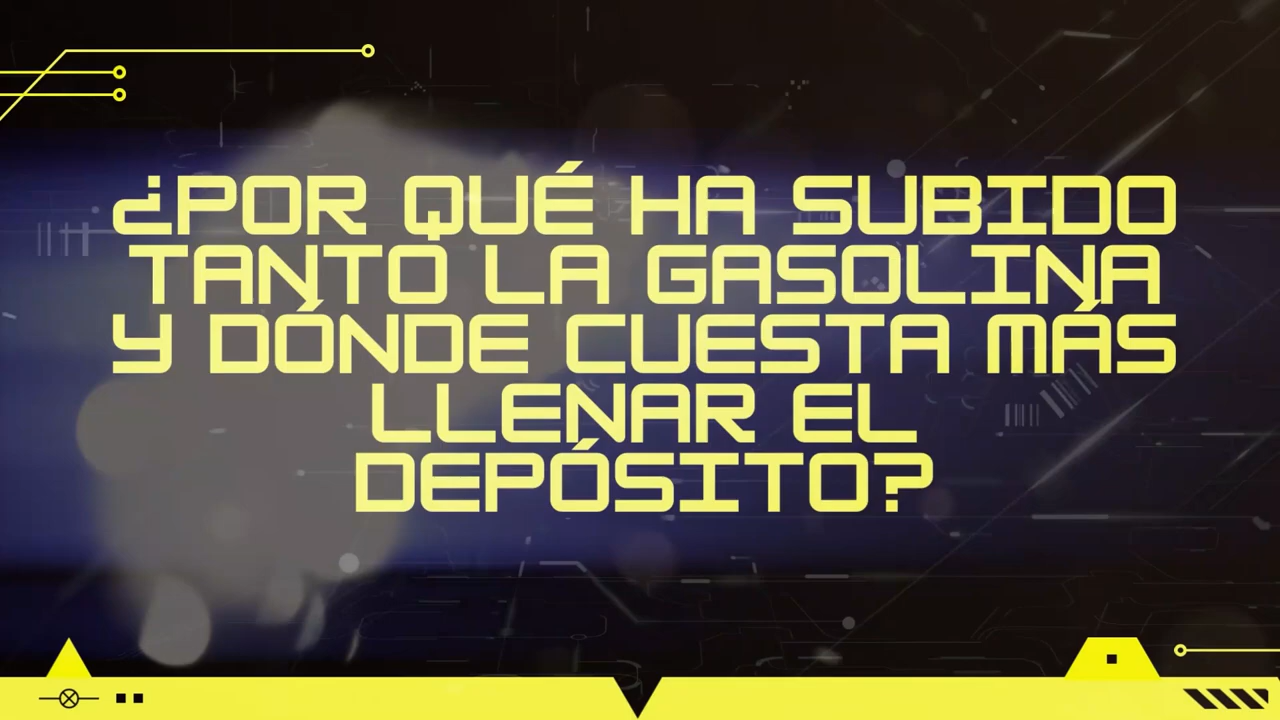 ¿POR QUÉ HA SUBIDO
TANTO LA GASOLINA
Y DÓNDE CUESTA MÁS
LLENAR EL
DEPÓSITO?